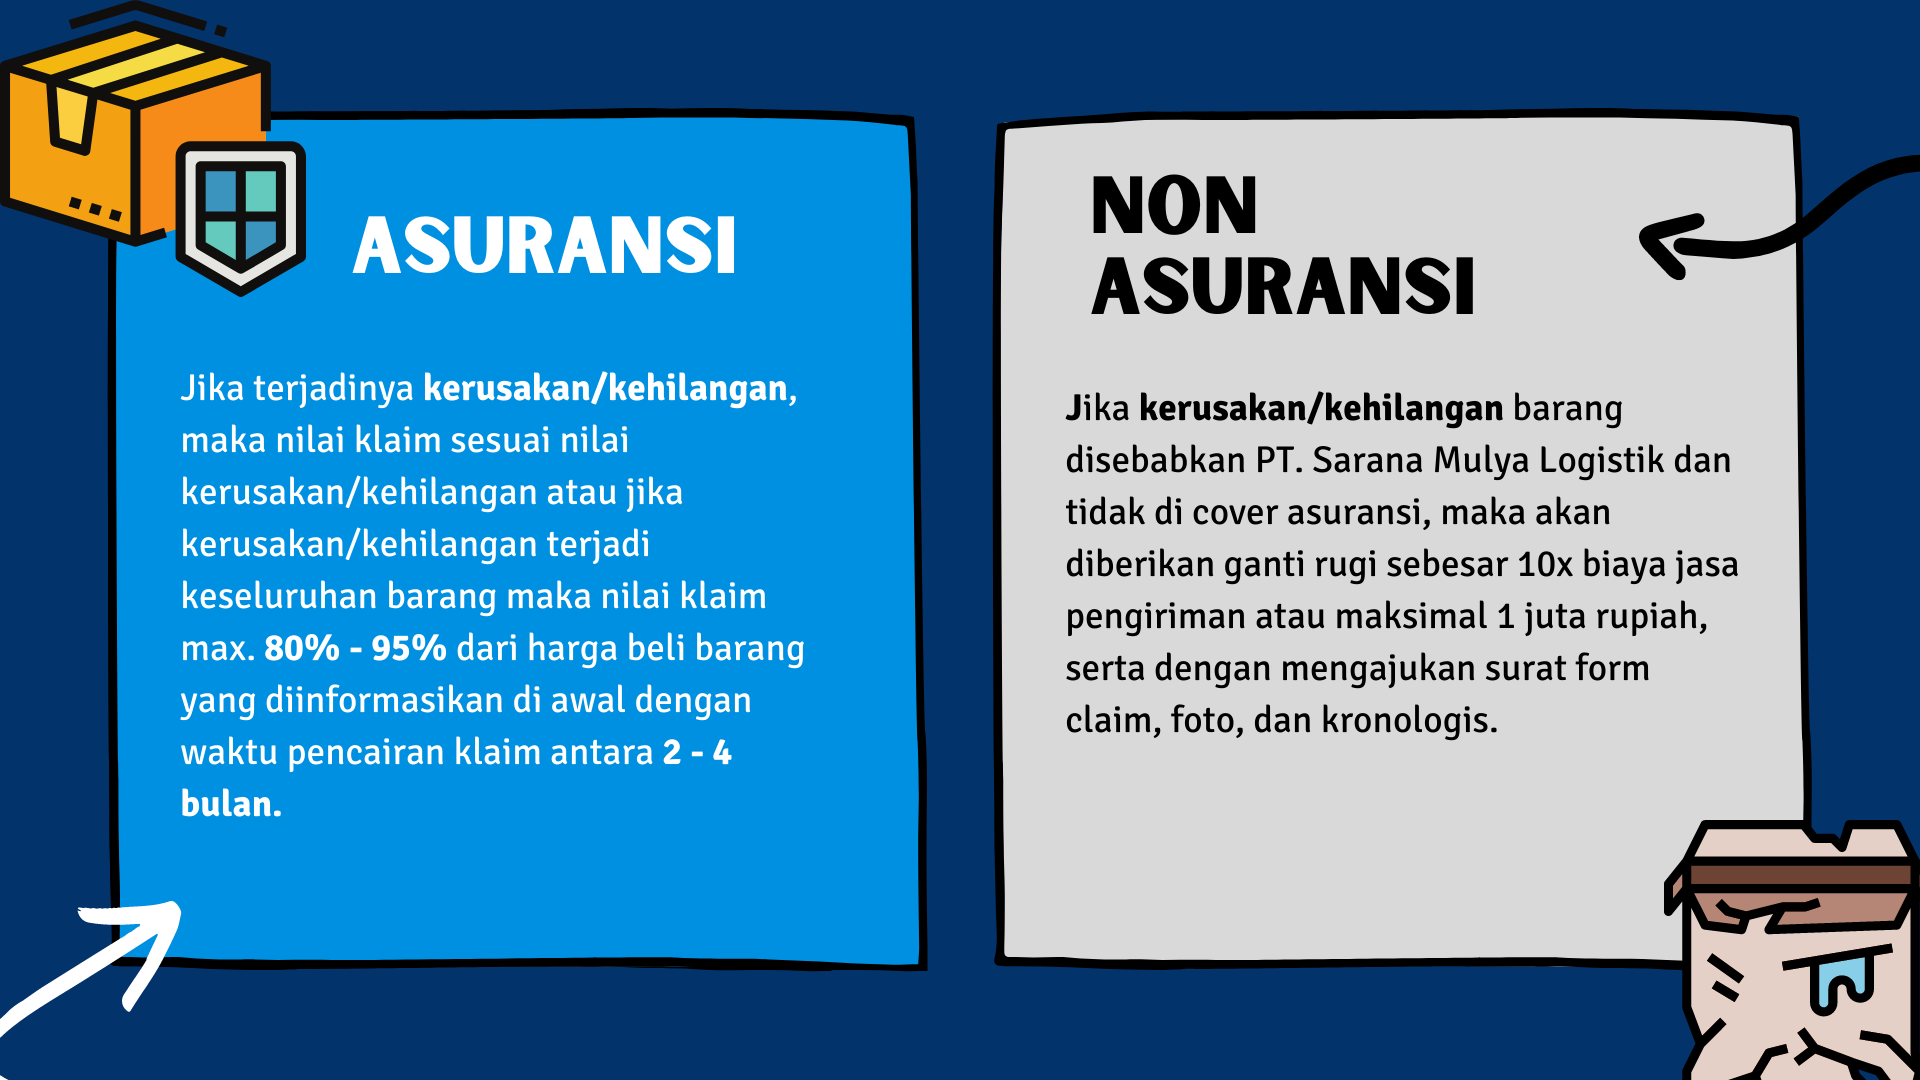 ASURANSI
Jika terjadinya kerusakan/kehilangan,
maka nilai klaim sesuai nilai
kerusakan/kehilangan atau jika
kerusakan/kehilangan terjadi
keseluruhan barang maka nilai klaim
max. 80% - 95% dari harga beli barang
yang diinformasikan di awal dengan
waktu pencairan klaim antara 2 - 4
bulan.
NON
ASURANSI
Jika kerusakan/kehilangan barang
disebabkan PT. Sarana Mulya Logistik dan
tidak di cover asuransi, maka akan
diberikan ganti rugi sebesar 10x biaya jasa
pengiriman atau maksimal 1 juta rupiah,
serta dengan mengajukan surat form
claim, foto, dan kronologis.